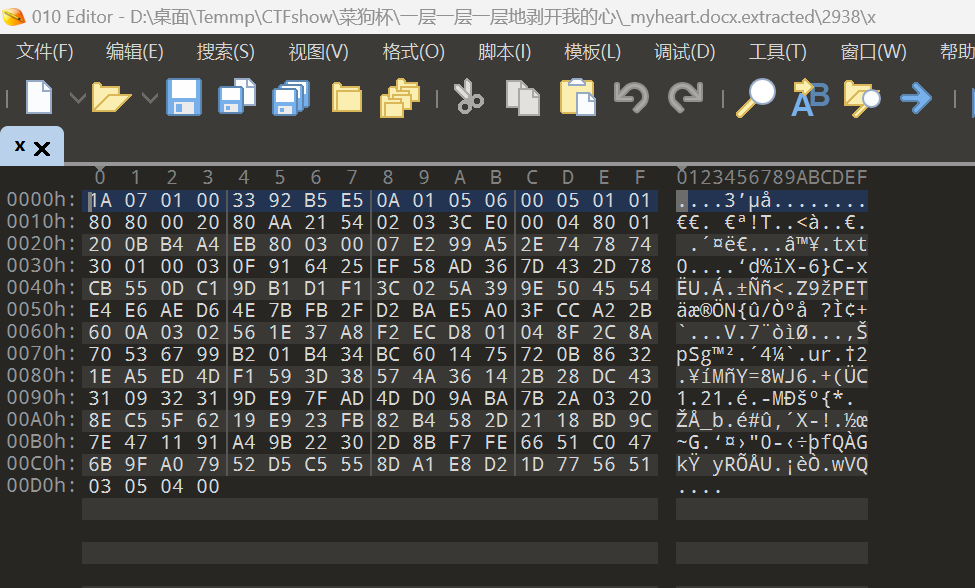 010 Editor - D:\桌面\Temmp\CTFshow\菜狗杯\一层一层一层地剥开我的心\_myheart.docx.extracted\2938\x
文件(F) 编辑(E) 搜索(S) 视图(V) 格式(O) 脚本(I) 模板(L) 调试(D) 工具(T) 窗口(W) 帮助
x
0 1 2 3 4 5 6 7 8 9 A B C D E F 0123456789ABCDEF
0000h: 1A 07 01 00 33 92 B5 E5 0A 01 05 06 00 05 01 01 ....3’µå........
0010h: 80 80 00 20 80 AA 21 54 02 03 3C E0 00 04 80 01 €€. €ª!T..<à..€.
0020h: 20 0B B4 A4 EB 80 03 00 07 E2 99 A5 2E 74 78 74  .´¤ë€...â™¥.txt
0030h: 30 01 00 03 0F 91 64 25 EF 58 AD 36 7D 43 2D 78 0....‘d%ïX-6}C-x
0040h: CB 55 0D C1 9D B1 D1 F1 3C 02 5A 39 9E 50 45 54 ËU.Á.±Ññ<.Z9žPET
0050h: E4 E6 AE D6 4E 7B FB 2F D2 BA E5 A0 3F CC A2 2B äæ®ÖN{û/Òºå ?Ì¢+
0060h: 60 0A 03 02 56 1E 37 A8 F2 EC D8 01 04 8F 2C 8A `...V.7¨òìØ...,Š
0070h: 70 53 67 99 B2 01 B4 34 BC 60 14 75 72 0B 86 32 pSg™².´4¼`.ur.†2
0080h: 1E A5 ED 4D F1 59 3D 38 57 4A 36 14 2B 28 DC 43 .¥íMñY=8WJ6.+(ÜC
0090h: 31 09 32 31 9D E9 7F AD 4D D0 9A BA 7B 2A 03 20 1.21.é.-MÐšº{*. 
00A0h: 8E C5 5F 62 19 E9 23 FB 82 B4 58 2D 21 18 BD 9C ŽÅ_b.é#û‚´X-!.½œ
00B0h: 7E 47 11 91 A4 9B 22 30 2D 8B F7 FE 66 51 C0 47 ~G.‘¤›"0-‹÷þfQÀG
00C0h: 6B 9F A0 79 52 D5 C5 55 8D A1 E8 D2 1D 77 56 51 kŸ yRÕÅU.¡èÒ.wVQ
00D0h: 03 05 04 00 ....